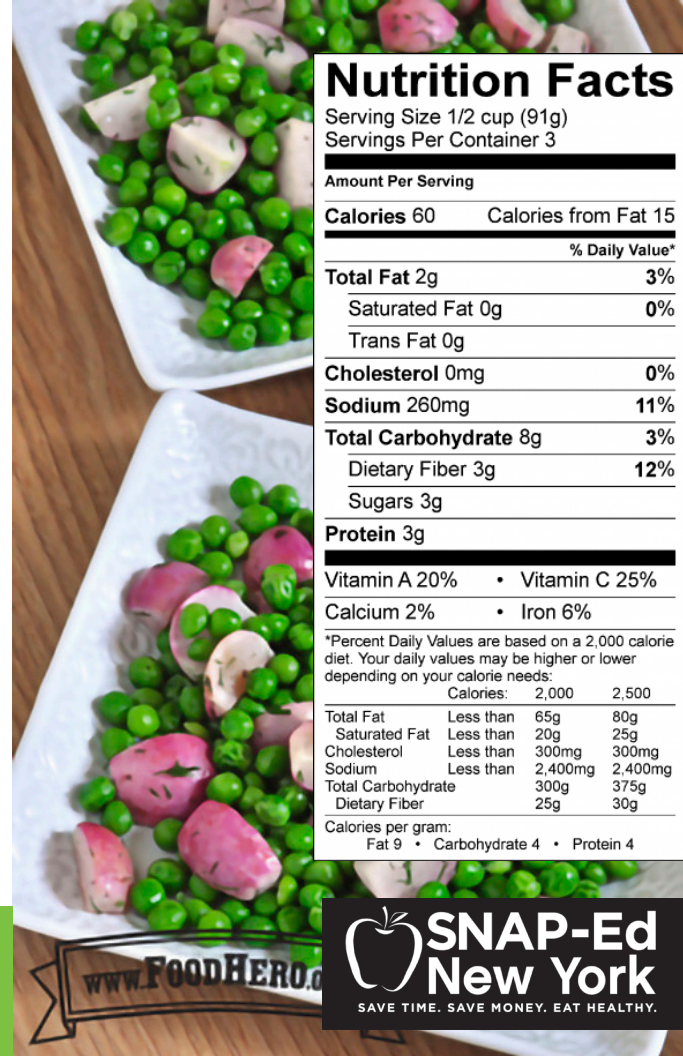 Nutrition Facts
Serving Size 1/2 cup (91g)
Servings Per Container 3
Amount Per Serving
Calories 60 Calories from Fat 15
% Daily Value*
Total Fat 2g 3%
Saturated Fat 0g 0%
Trans Fat 0g
Cholesterol 0mg 0%
Sodium 260mg 11%
Total Carbohydrate 8g 3%
Dietary Fiber 3g 12%
Sugars 3g
Protein 3g
Vitamin A 20% • Vitamin C 25%
Calcium 2% • Iron 6%
*Percent Daily Values are based on a 2,000 calorie
diet. Your daily values may be higher or lower
depending on your calorie needs:
Calories: 2,000 2,500
Total Fat Less than 65g 80g
Saturated Fat Less than 20g 25g
Cholesterol Less than 300mg 300mg
Sodium Less than 2,400mg 2,400mg
Total Carbohydrate 300g 375g
Dietary Fiber 25g 30g
Calories per gram:
Fat 9 • Carbohydrate 4 • Protein 4
www.FOODHERO.
SNAP-Ed
New York
SAVE TIME. SAVE MONEY. EAT HEALTHY.